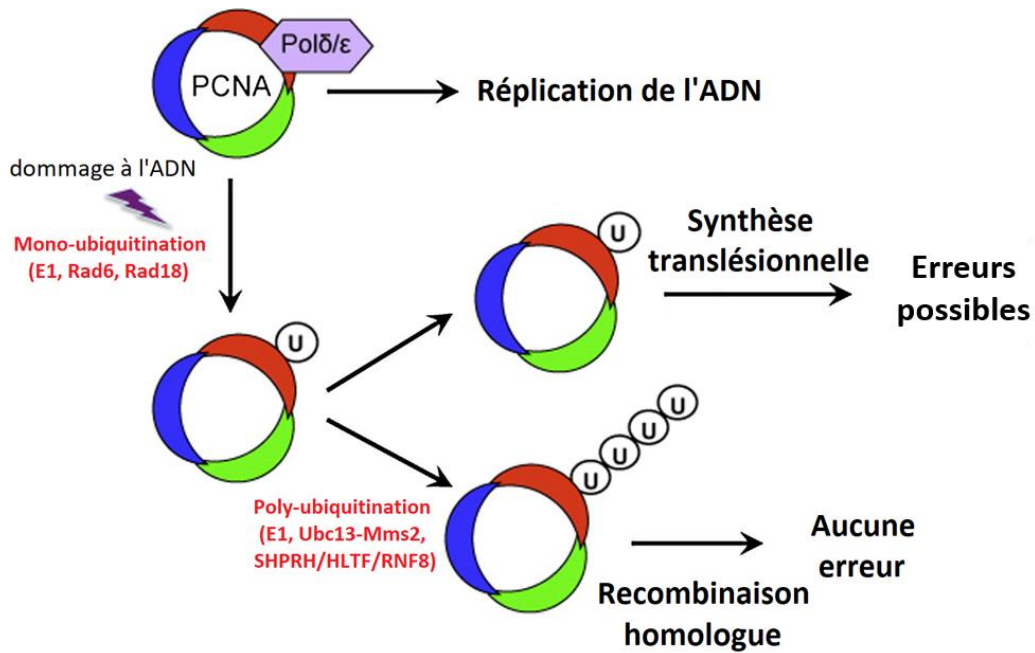 Polδ/ε
PCNA
Réplication de l'ADN
dommage à l'ADN
Mono-ubiquitination
(E1, Rad6, Rad18)
U
U
Synthèse
translésionnelle
Erreurs
possibles
U
U
U
U
Poly-ubiquitination
(E1, Ubc13-Mms2,
SHPRH/HLTF/RNF8)
U
Recombinaison
homologue
Aucune
erreur